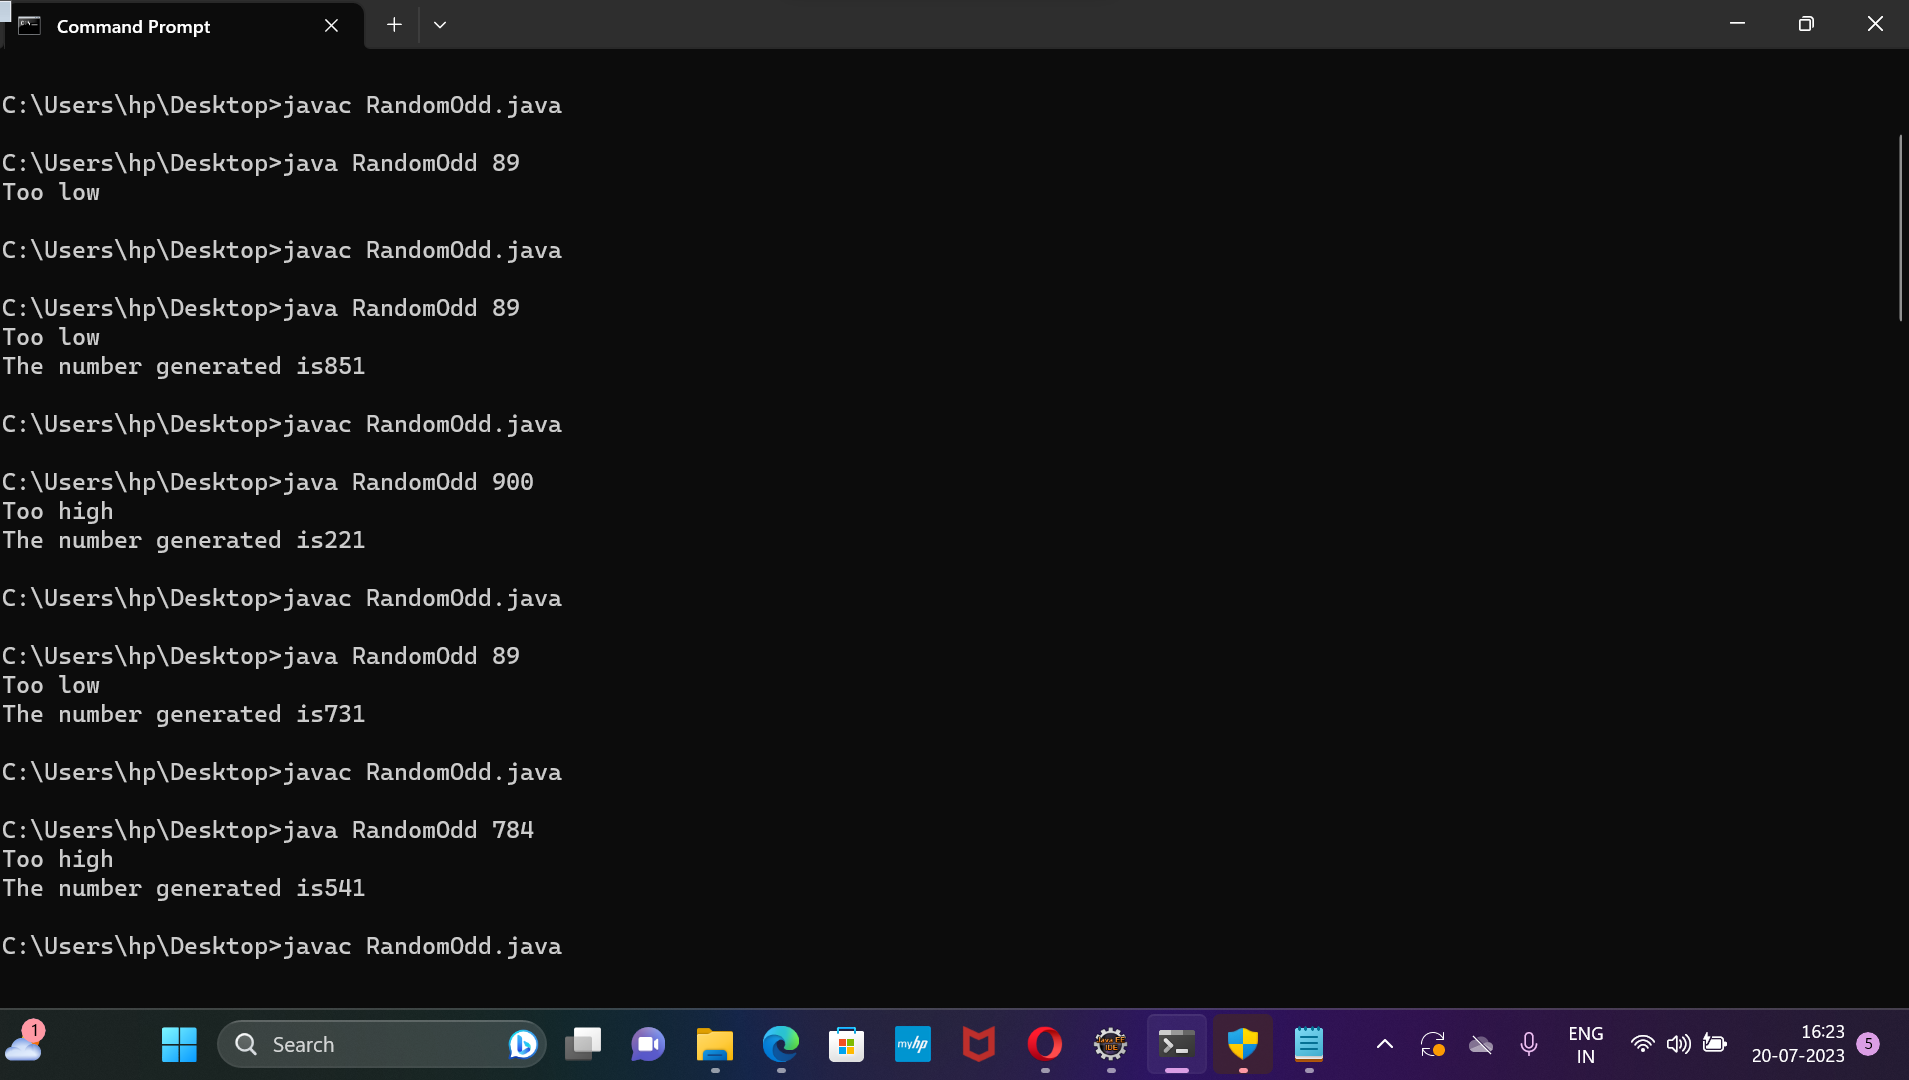 Command Prompt
C:\Users\hp\Desktop>javac RandomOdd.java
C:\Users\hp\Desktop>java RandomOdd 89
Too low
C:\Users\hp\Desktop>javac RandomOdd.java
C:\Users\hp\Desktop>java RandomOdd 89
Too low
The number generated is851
C:\Users\hp\Desktop>javac RandomOdd.java
C:\Users\hp\Desktop>java RandomOdd 900
Too high
The number generated is221
C:\Users\hp\Desktop>javac RandomOdd.java
C:\Users\hp\Desktop>java RandomOdd 89
Too low
The number generated is731
C:\Users\hp\Desktop>javac RandomOdd.java
C:\Users\hp\Desktop>java RandomOdd 784
Too high
The number generated is541
C:\Users\hp\Desktop>javac RandomOdd.java
1
Search
myhp
Java EE
IDE
ENG
IN
16:23
20-07-2023
5